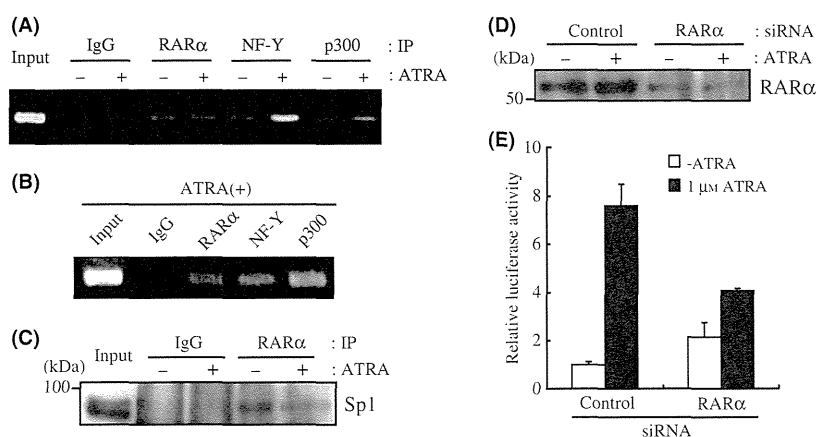 (A)
IgG RARα NF-Y p300 : IP
Input – + – + – + – + : ATRA
(B)
ATRA(+)
Input IgG RARα NF-Y p300
(C)
IgG RARα : IP
(kDa) Input – + – + : ATRA
100
Sp1
(D)
Control RARα : siRNA
(kDa) – + – + : ATRA
50 RARα
(E)
-ATRA
1 μM ATRA
Relative luciferase activity
10
8
6
4
2
0
Control RARα
siRNA